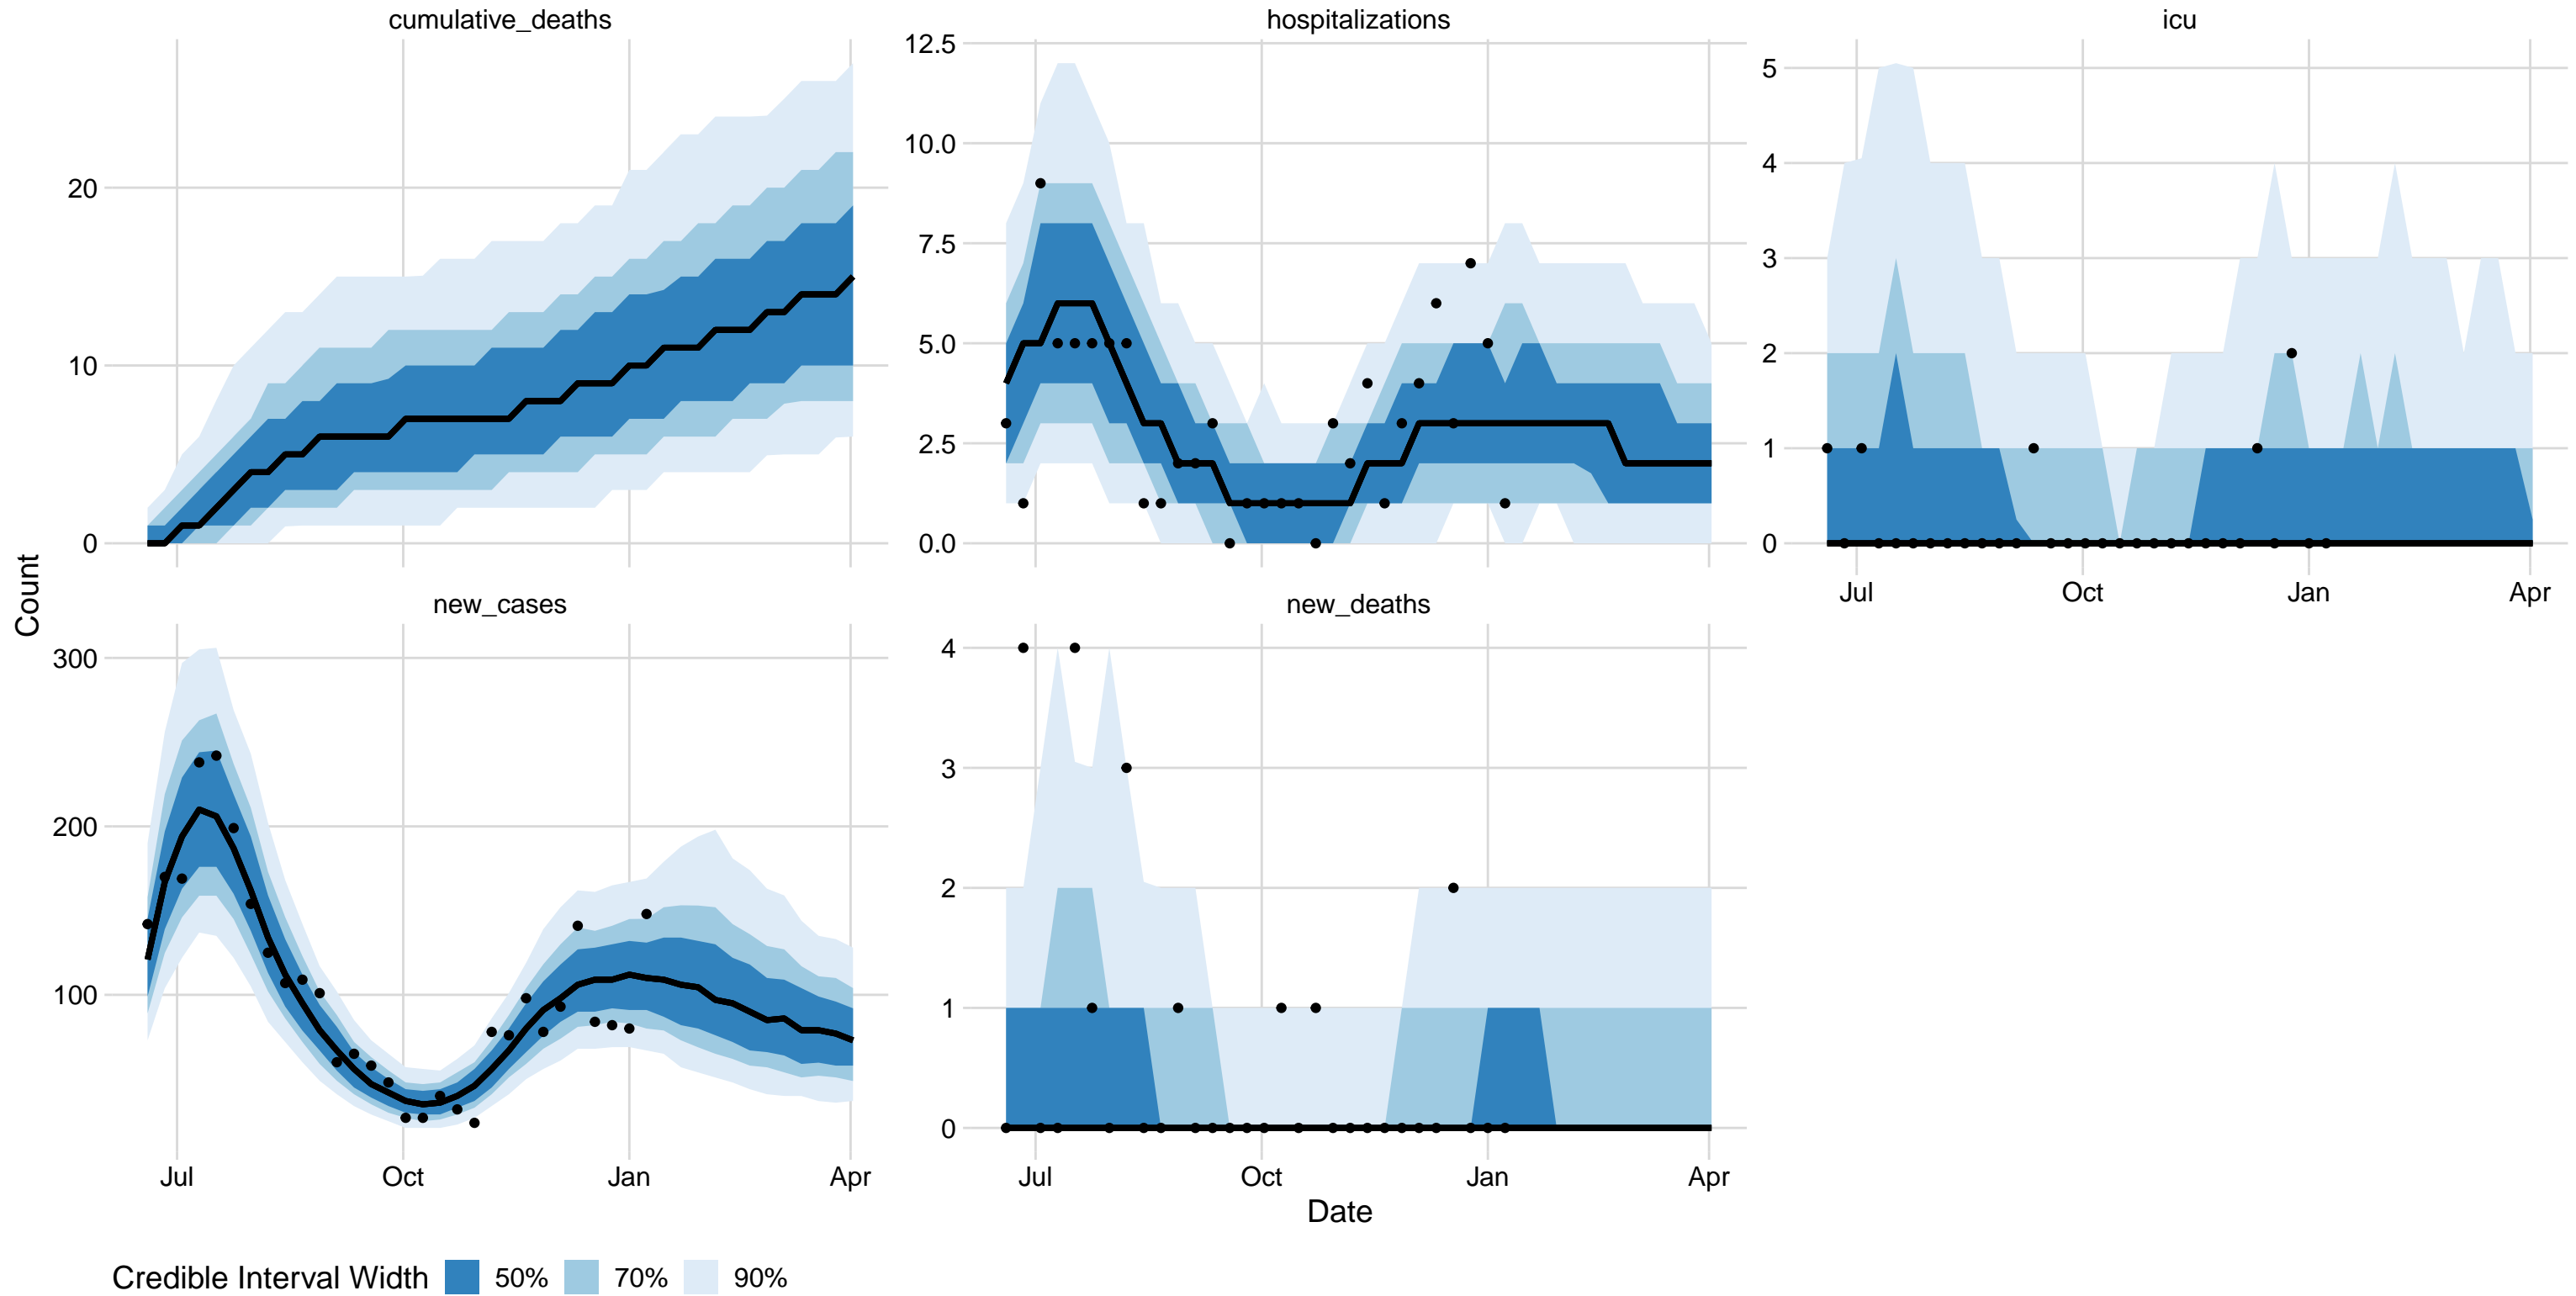 cumulative_deaths
20
10
0
hospitalizations
12.5
10.0
7.5
5.0
2.5
0.0
icu
5
4
3
2
1
0
Jul Oct Jan Apr
Count
new_cases
300
200
100
Jul Oct Jan Apr
new_deaths
4
3
2
1
0
Jul Oct Jan Apr
Date
Credible Interval Width 50% 70% 90%